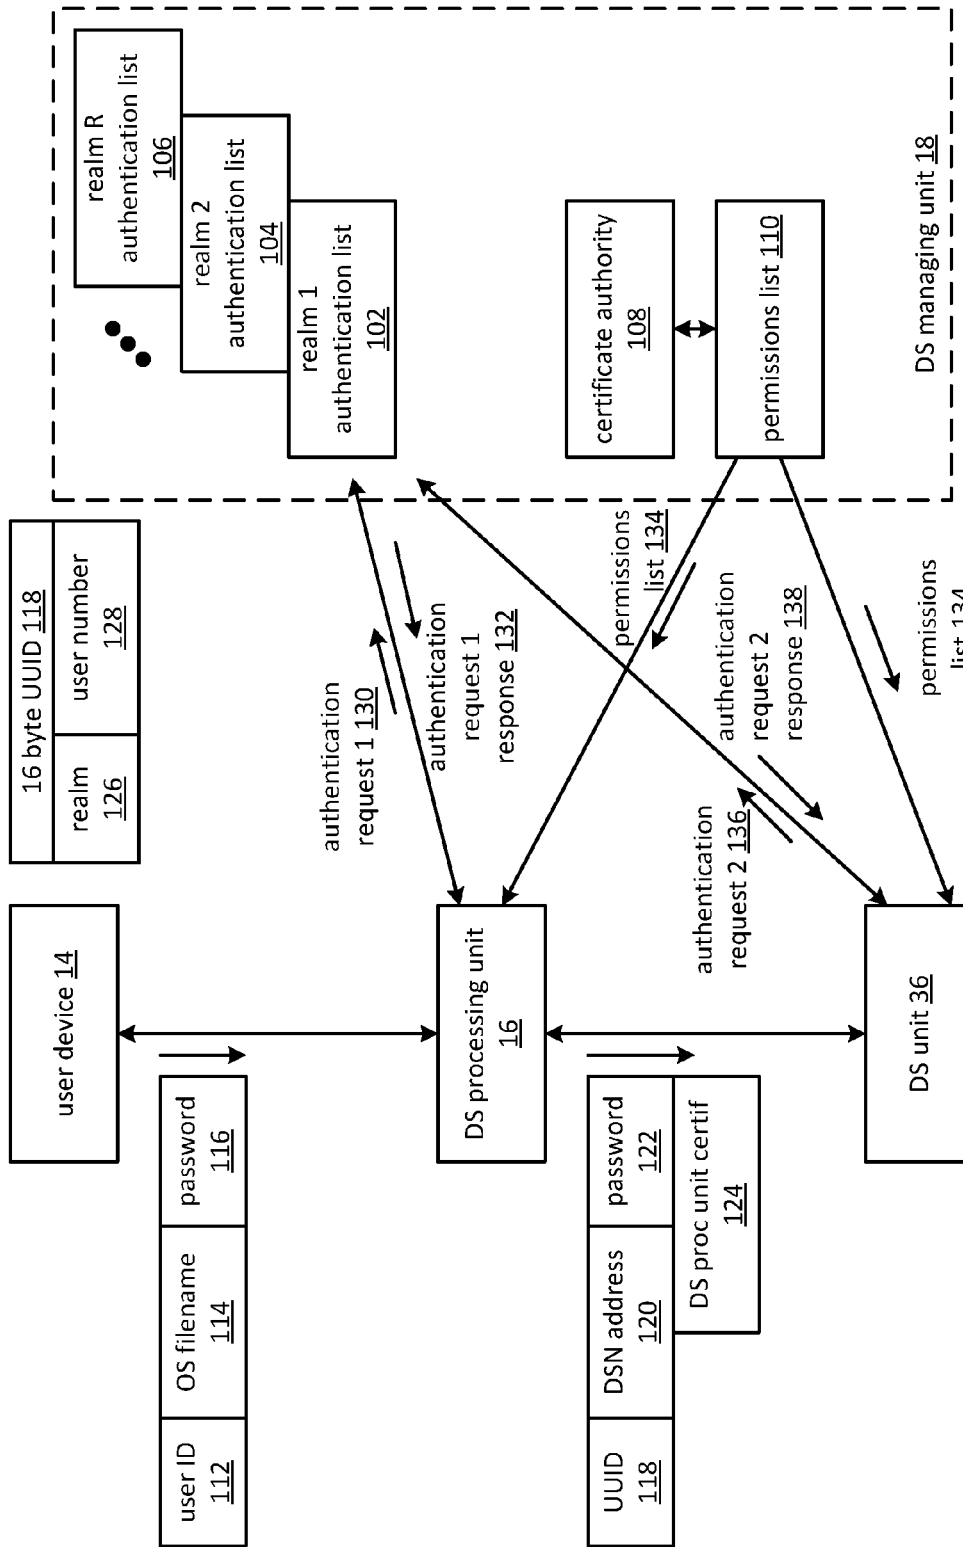 user device 14
16 byte UUID 118
realm
126
user number
128
realm R
authentication list
106
realm 2
authentication list
104
realm 1
authentication list
102
user ID
112
OS filename
114
password
116
authentication
request 1 130
authentication
request 1
response 132
DS processing unit
16
permissions
list 134
certificate authority
108
permissions list 110
UUID
118
DSN address
120
password
122
DS proc unit certif
124
authentication
request 2 136
authentication
request 2
response 138
DS unit 36
permissions
list 134
DS managing unit 18